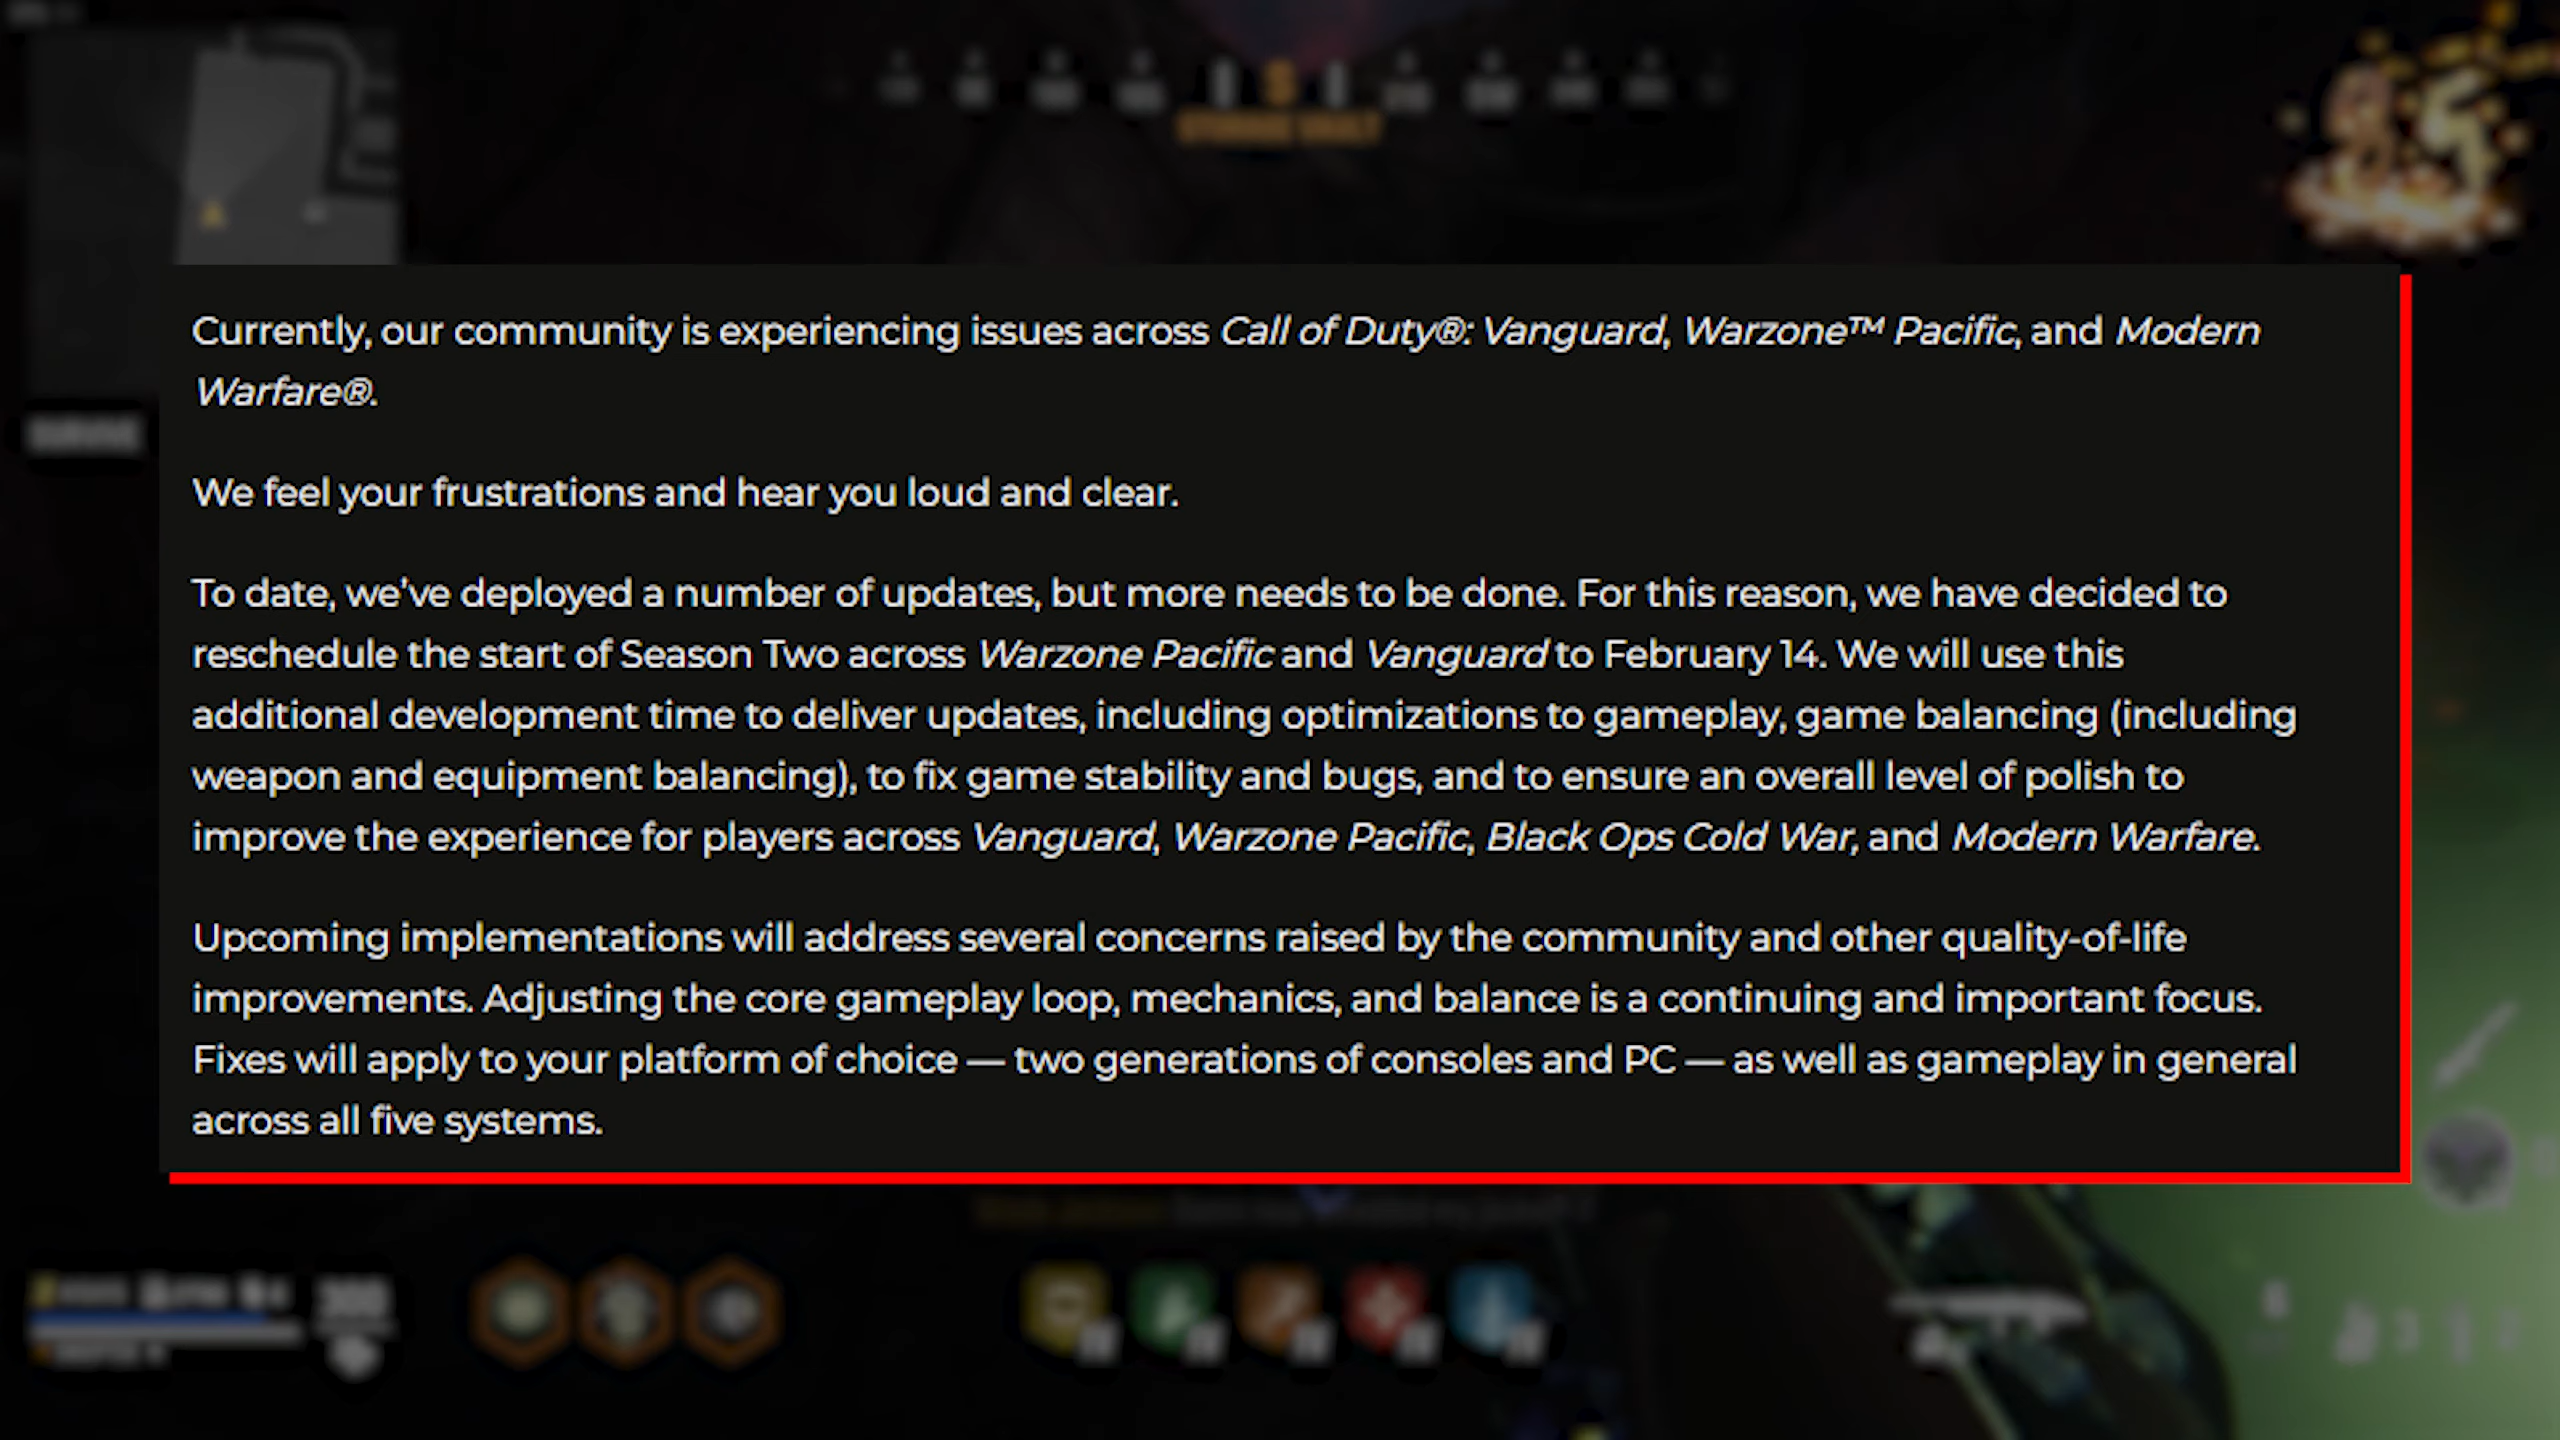 STORAGE VAULT
Currently, our community is experiencing issues across Call of Duty®: Vanguard, Warzone™ Pacific, and Modern
Warfare®.
SURVIVE
We feel your frustrations and hear you loud and clear.
To date, we’ve deployed a number of updates, but more needs to be done. For this reason, we have decided to
reschedule the start of Season Two across Warzone Pacific and Vanguard to February 14. We will use this
additional development time to deliver updates, including optimizations to gameplay, game balancing (including
weapon and equipment balancing), to fix game stability and bugs, and to ensure an overall level of polish to
improve the experience for players across Vanguard, Warzone Pacific, Black Ops Cold War, and Modern Warfare.
Upcoming implementations will address several concerns raised by the community and other quality-of-life
improvements. Adjusting the core gameplay loop, mechanics, and balance is a continuing and important focus.
Fixes will apply to your platform of choice — two generations of consoles and PC — as well as gameplay in general
across all five systems.